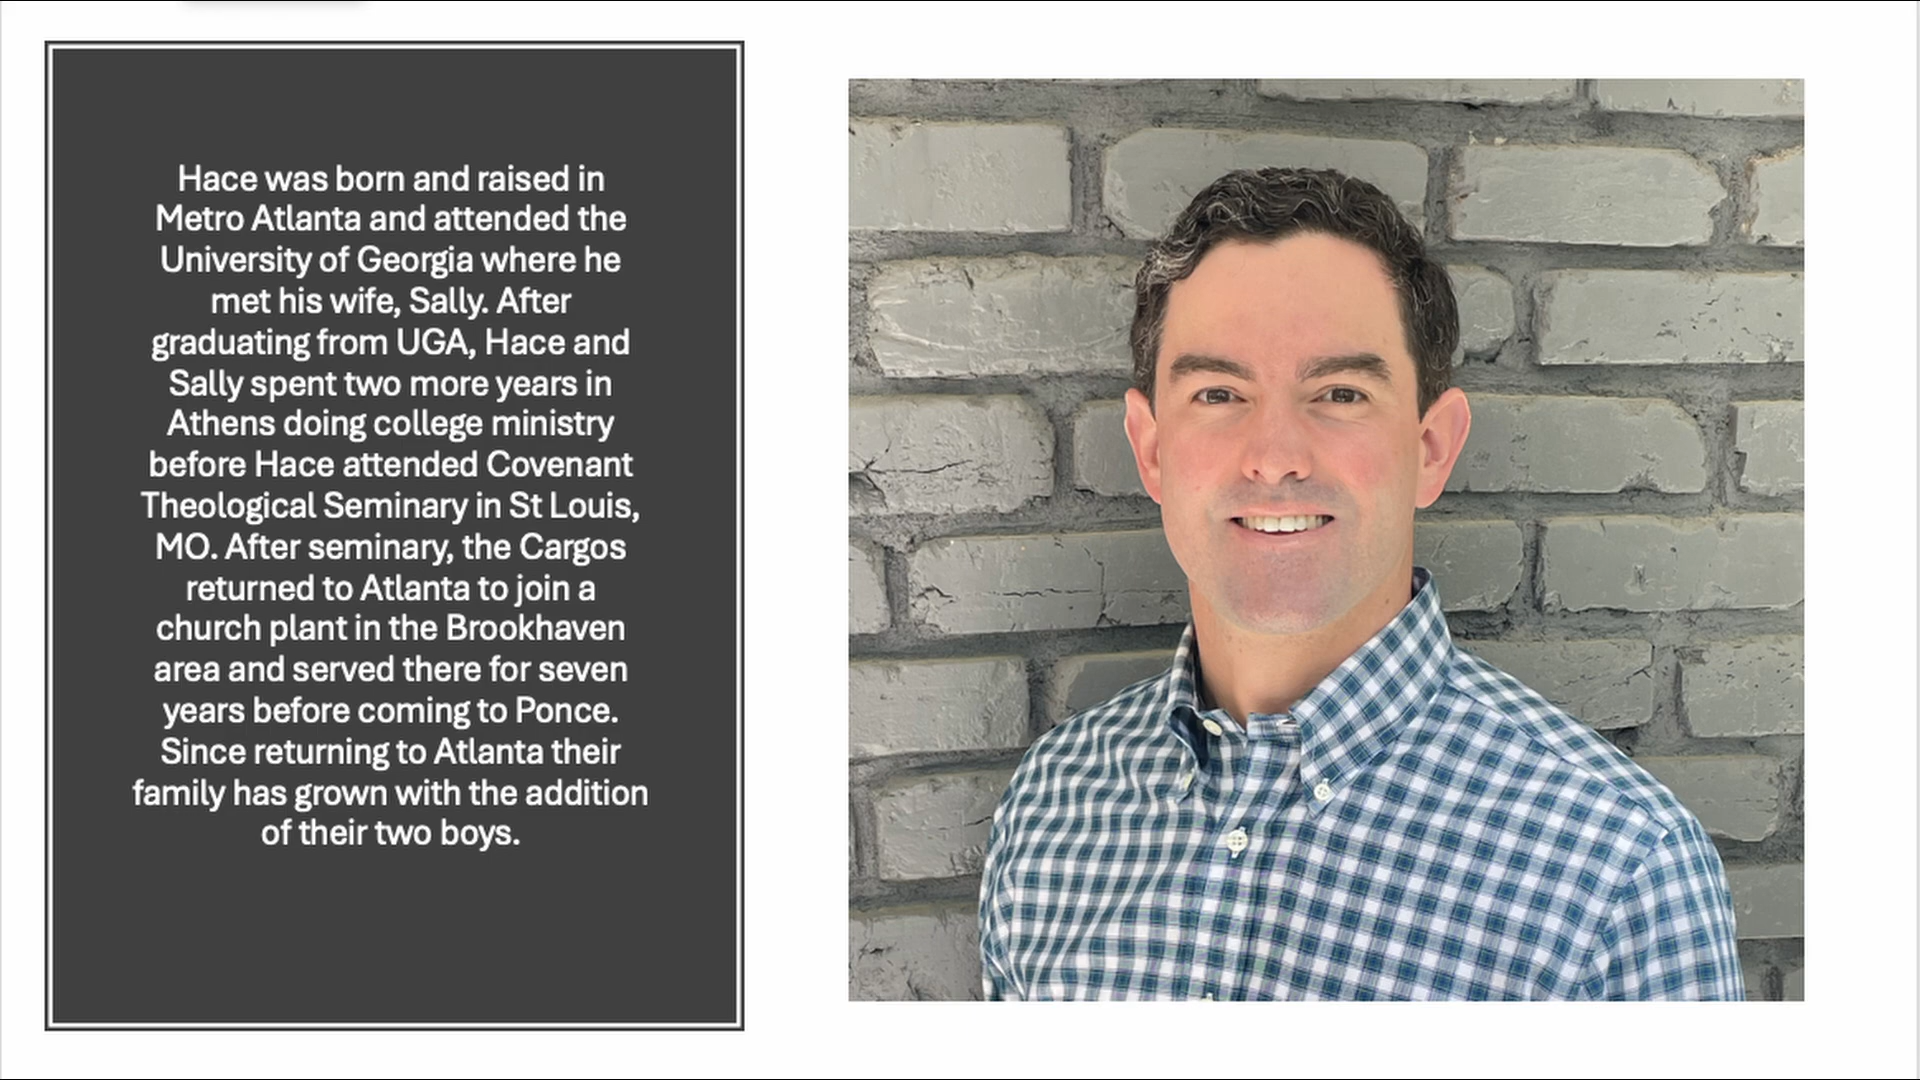 Hace was born and raised in
Metro Atlanta and attended the
University of Georgia where he
met his wife, Sally. After
graduating from UGA, Hace and
Sally spent two more years in
Athens doing college ministry
before Hace attended Covenant
Theological Seminary in St Louis,
MO. After seminary, the Cargos
returned to Atlanta to join a
church plant in the Brookhaven
area and served there for seven
years before coming to Ponce.
Since returning to Atlanta their
family has grown with the addition
of their two boys.